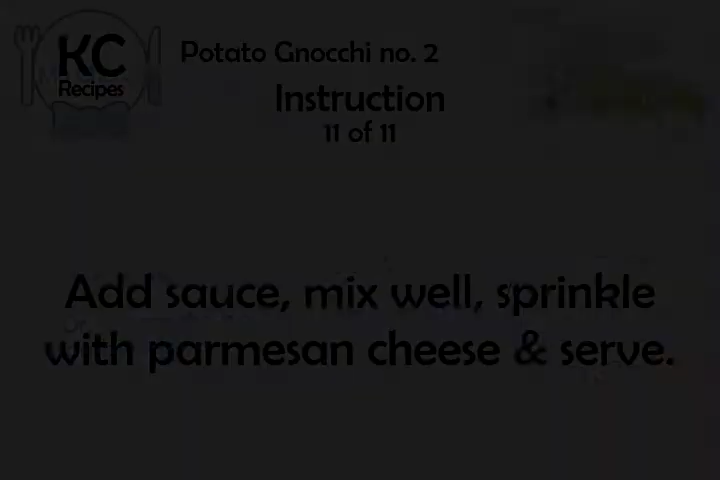 KC
Recipes
Potato Gnocchi no. 2
Instruction
11 of 11
Add sauce, mix well, sprinkle
with parmesan cheese & serve.